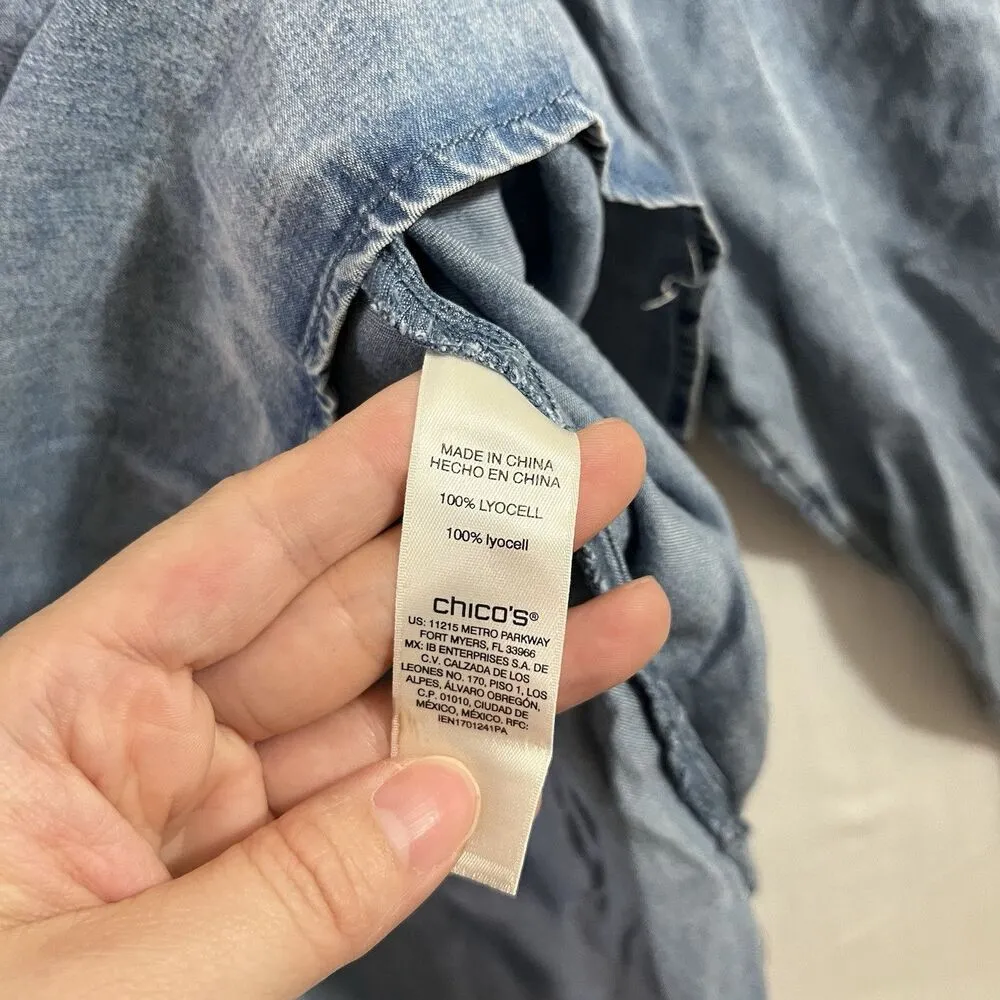 MADE IN CHINA
HECHO EN CHINA
100% LYOCELL
100% lyocell
chico's®
US: 11215 METRO PARKWAY
FORT MYERS, FL 33966
MX: IB ENTERPRISES S.A. DE
C.V. CALZADA DE LOS
LEONES NO. 170, PISO 1, LOS
ALPES, ÁLVARO OBREGÓN,
C.P. 01010, CIUDAD DE
MÉXICO, MÉXICO. RFC:
IEN1701241PA